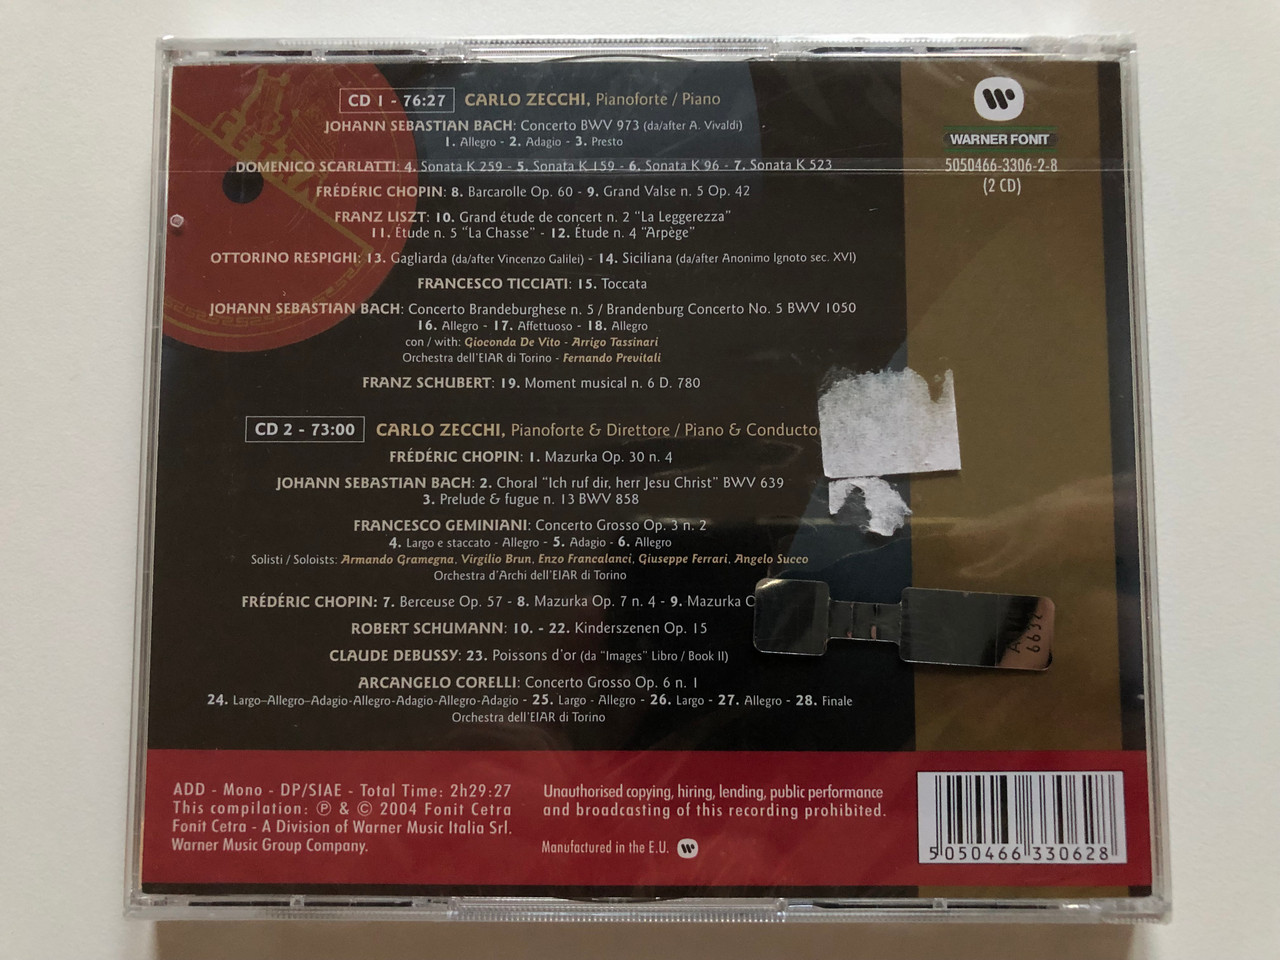 CD 1 - 76:27 CARLO ZECCHI, Pianoforte / Piano
JOHANN SEBASTIAN BACH: Concerto BWV 973 (da/after A. Vivaldi)
1. Allegro - 2. Adagio - 3. Presto
DOMENICO SCARLATTI: 4. Sonata K 259 - 5. Sonata K 159 - 6. Sonata K 96 - 7. Sonata K 523
FRÉDÉRIC CHOPIN: 8. Barcarolle Op. 60 - 9. Grand Valse n. 5 Op. 42
FRANZ LISZT: 10. Grand étude de concert n. 2 "La Leggerezza"
11. Étude n. 5 "La Chasse" - 12. Étude n. 4 "Arpège"
OTTORINO RESPIGHI: 13. Gagliarda (da/after Vincenzo Galilei) - 14. Siciliana (da/after Anonimo Ignoto sec. XVI)
FRANCESCO TICCIATI: 15. Toccata
JOHANN SEBASTIAN BACH: Concerto Brandeburghese n. 5 / Brandenburg Concerto No. 5 BWV 1050
16. Allegro - 17. Affettuoso - 18. Allegro
con / with: Gioconda De Vito - Arrigo Tassinari
Orchestra dell'EIAR di Torino - Fernando Previtali
FRANZ SCHUBERT: 19. Moment musical n. 6 D. 780
CD 2 - 73:00 CARLO ZECCHI, Pianoforte & Direttore / Piano & Conducto
FRÉDÉRIC CHOPIN: 1. Mazurka Op. 30 n. 4
JOHANN SEBASTIAN BACH: 2. Choral "Ich ruf dir, herr Jesu Christ" BWV 639
3. Prelude & fugue n. 13 BWV 858
FRANCESCO GEMINIANI: Concerto Grosso Op. 3 n. 2
4. Largo e staccato - Allegro - 5. Adagio - 6. Allegro
Solisti / Soloists: Armando Gramegna, Virgilio Brun, Enzo Francalanci, Giuseppe Ferrari, Angelo Succo
Orchestra d'Archi dell'EIAR di Torino
FRÉDÉRIC CHOPIN: 7. Berceuse Op. 57 - 8. Mazurka Op. 7 n. 4 - 9. Mazurka
ROBERT SCHUMANN: 10. - 22. Kinderszenen Op. 15
CLAUDE DEBUSSY: 23. Poissons d'or (da "Images" Libro / Book II)
ARCANGELO CORELLI: Concerto Grosso Op. 6 n. 1
24. Largo–Allegro–Adagio-Allegro-Adagio-Allegro-Adagio - 25. Largo - Allegro - 26. Largo - 27. Allegro - 28. Finale
Orchestra dell'EIAR di Torino
WARNER FONIT
5050466-3306-2-8
(2 CD)
ADD - Mono - DP/SIAE - Total Time: 2h29:27
This compilation: ℗ & © 2004 Fonit Cetra
Fonit Cetra - A Division of Warner Music Italia Srl.
Warner Music Group Company.
Unauthorised copying, hiring, lending, public performance
and broadcasting of this recording prohibited.
Manufactured in the E.U.
5 050466 330628